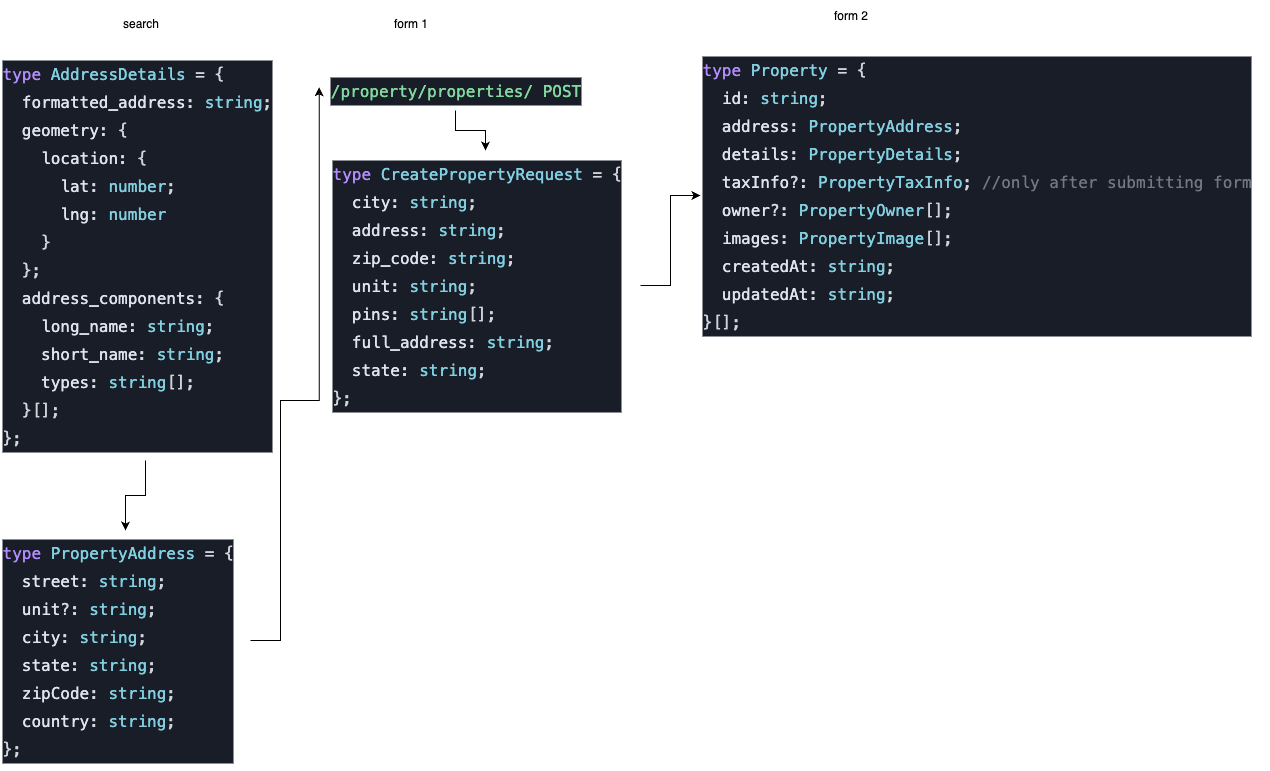 search
type AddressDetails = {
formatted_address: string;
geometry: {
location: {
lat: number;
lng: number
}
};
address_components: {
long_name: string;
short_name: string;
types: string[];
}[];
};
type PropertyAddress = {
street: string;
unit?: string;
city: string;
state: string;
zipCode: string;
country: string;
};
form 1
/property/properties/ POST
type CreatePropertyRequest = {
city: string;
address: string;
zip_code: string;
unit: string;
pins: string[];
full_address: string;
state: string;
};
form 2
type Property = {
id: string;
address: PropertyAddress;
details: PropertyDetails;
taxInfo?: PropertyTaxInfo; //only after submitting form
owner?: PropertyOwner[];
images: PropertyImage[];
createdAt: string;
updatedAt: string;
}[];